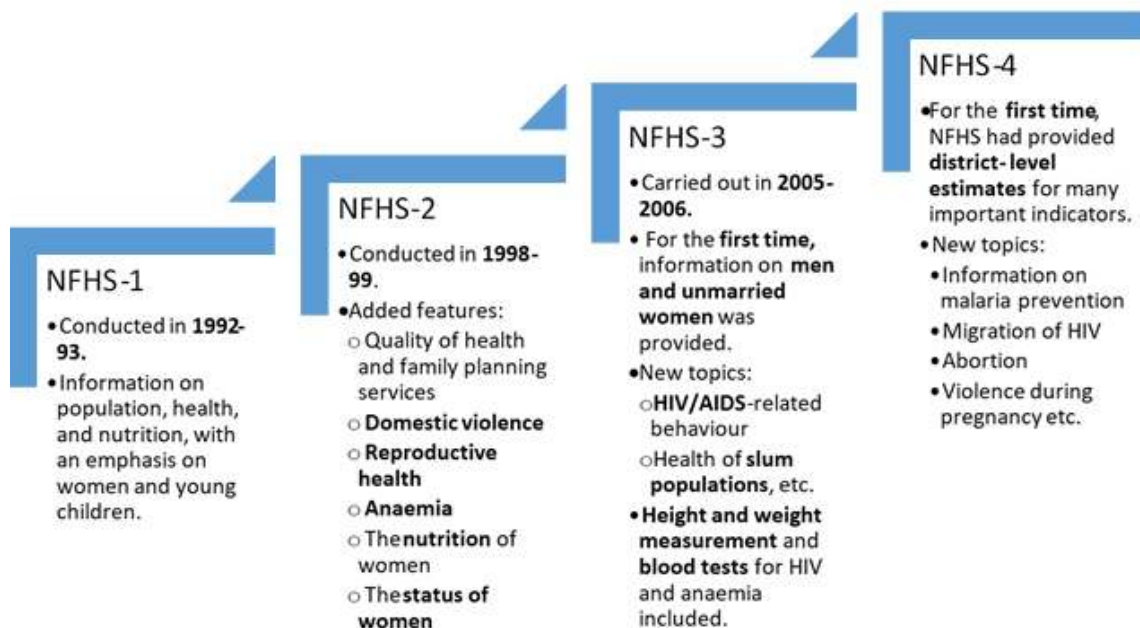 NFHS-1
•Conducted in 1992-
93.
•Information on
population, health,
and nutrition, with
an emphasis on
women and young
children.
NFHS-2
•Conducted in 1998-
99.
•Added features:
○ Quality of health
and family planning
services
○ Domestic violence
○ Reproductive
health
○ Anaemia
○ Thenutrition of
women
○ Thestatus of
women
NFHS-3
•Carried out in 2005-
2006.
• For the first time,
information on men
and unmarried
women was
provided.
•New topics:
○HIV/AIDS-related
behaviour
○Health of slum
populations, etc.
•Height and weight
measurement and
blood tests for HIV
and anaemia
included.
NFHS-4
•For the first time,
NFHS had provided
district-level
estimates for many
important indicators.
•New topics:
•Information on
malaria prevention
•Migration of HIV
•Abortion
•Violence during
pregnancy etc.